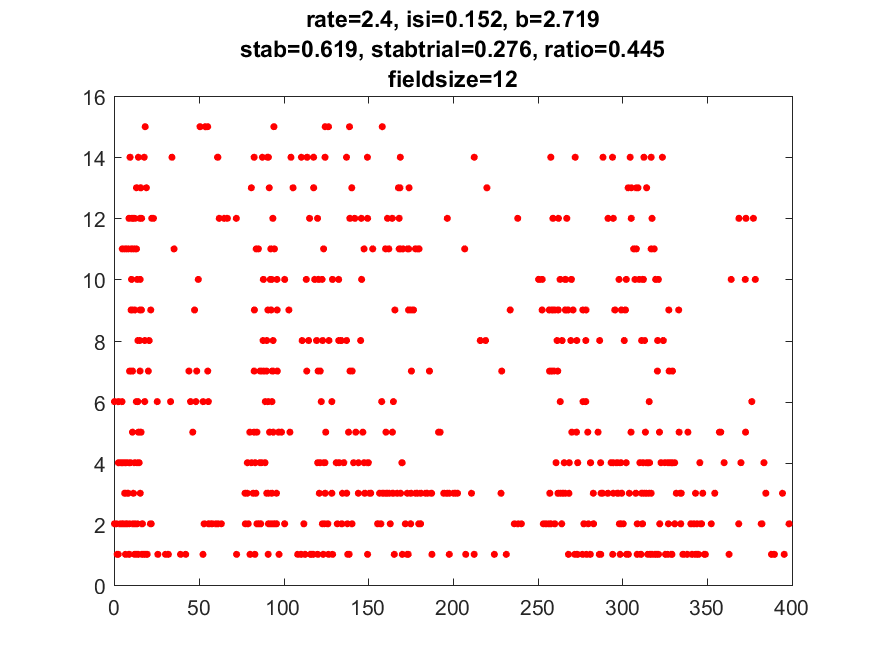 rate=2.4, isi=0.152, b=2.719
stab=0.619, stabtrial=0.276, ratio=0.445
fieldsize=12
16
14
12
10
8
6
4
2
0
0 50 100 150 200 250 300 350 400